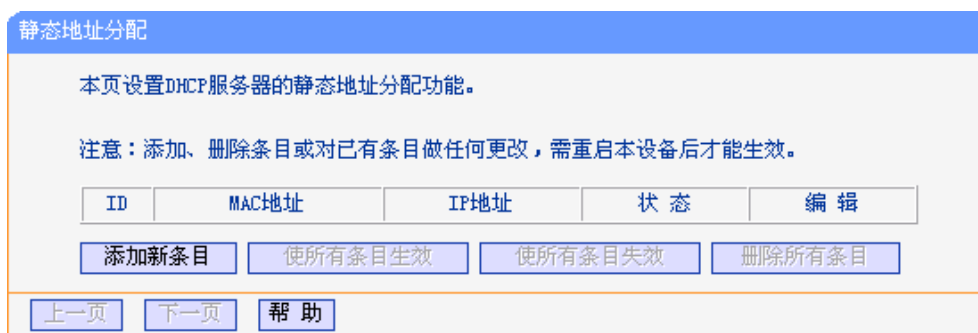 静态地址分配
本页设置DHCP服务器的静态地址分配功能。
注意：添加、删除条目或对已有条目做任何更改，需重启本设备后才能生效。
ID MAC地址 IP地址 状 态 编 辑
添加新条目 使所有条目生效 使所有条目失效 删除所有条目
上一页 下一页 帮 助